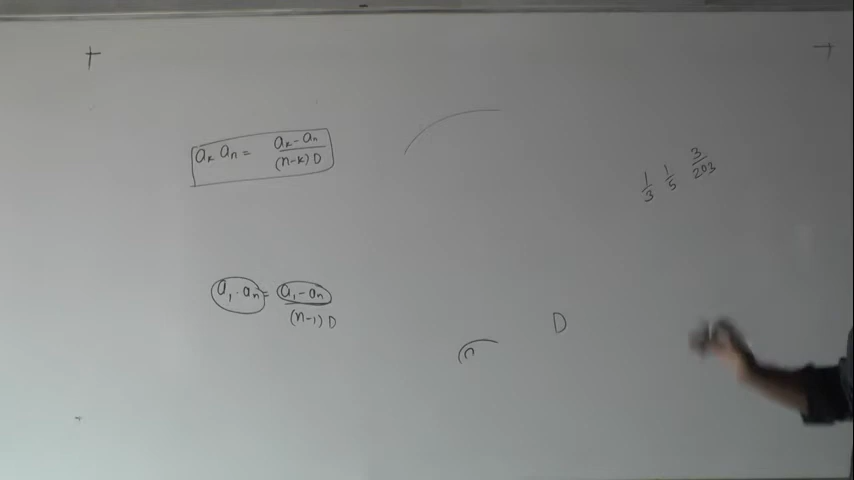 aₖ aₙ = aₖ - aₙ / (n-k) D
1/3 1/5 3/203
a₁ · aₙ = a₁ - aₙ / (n-1) D
n
D